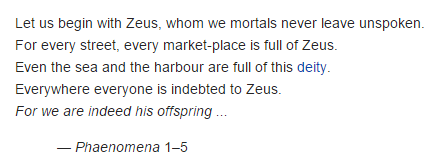 Let us begin with Zeus, whom we mortals never leave unspoken.
For every street, every market-place is full of Zeus.
Even the sea and the harbour are full of this deity.
Everywhere everyone is indebted to Zeus.
For we are indeed his offspring ...
— Phaenomena 1–5